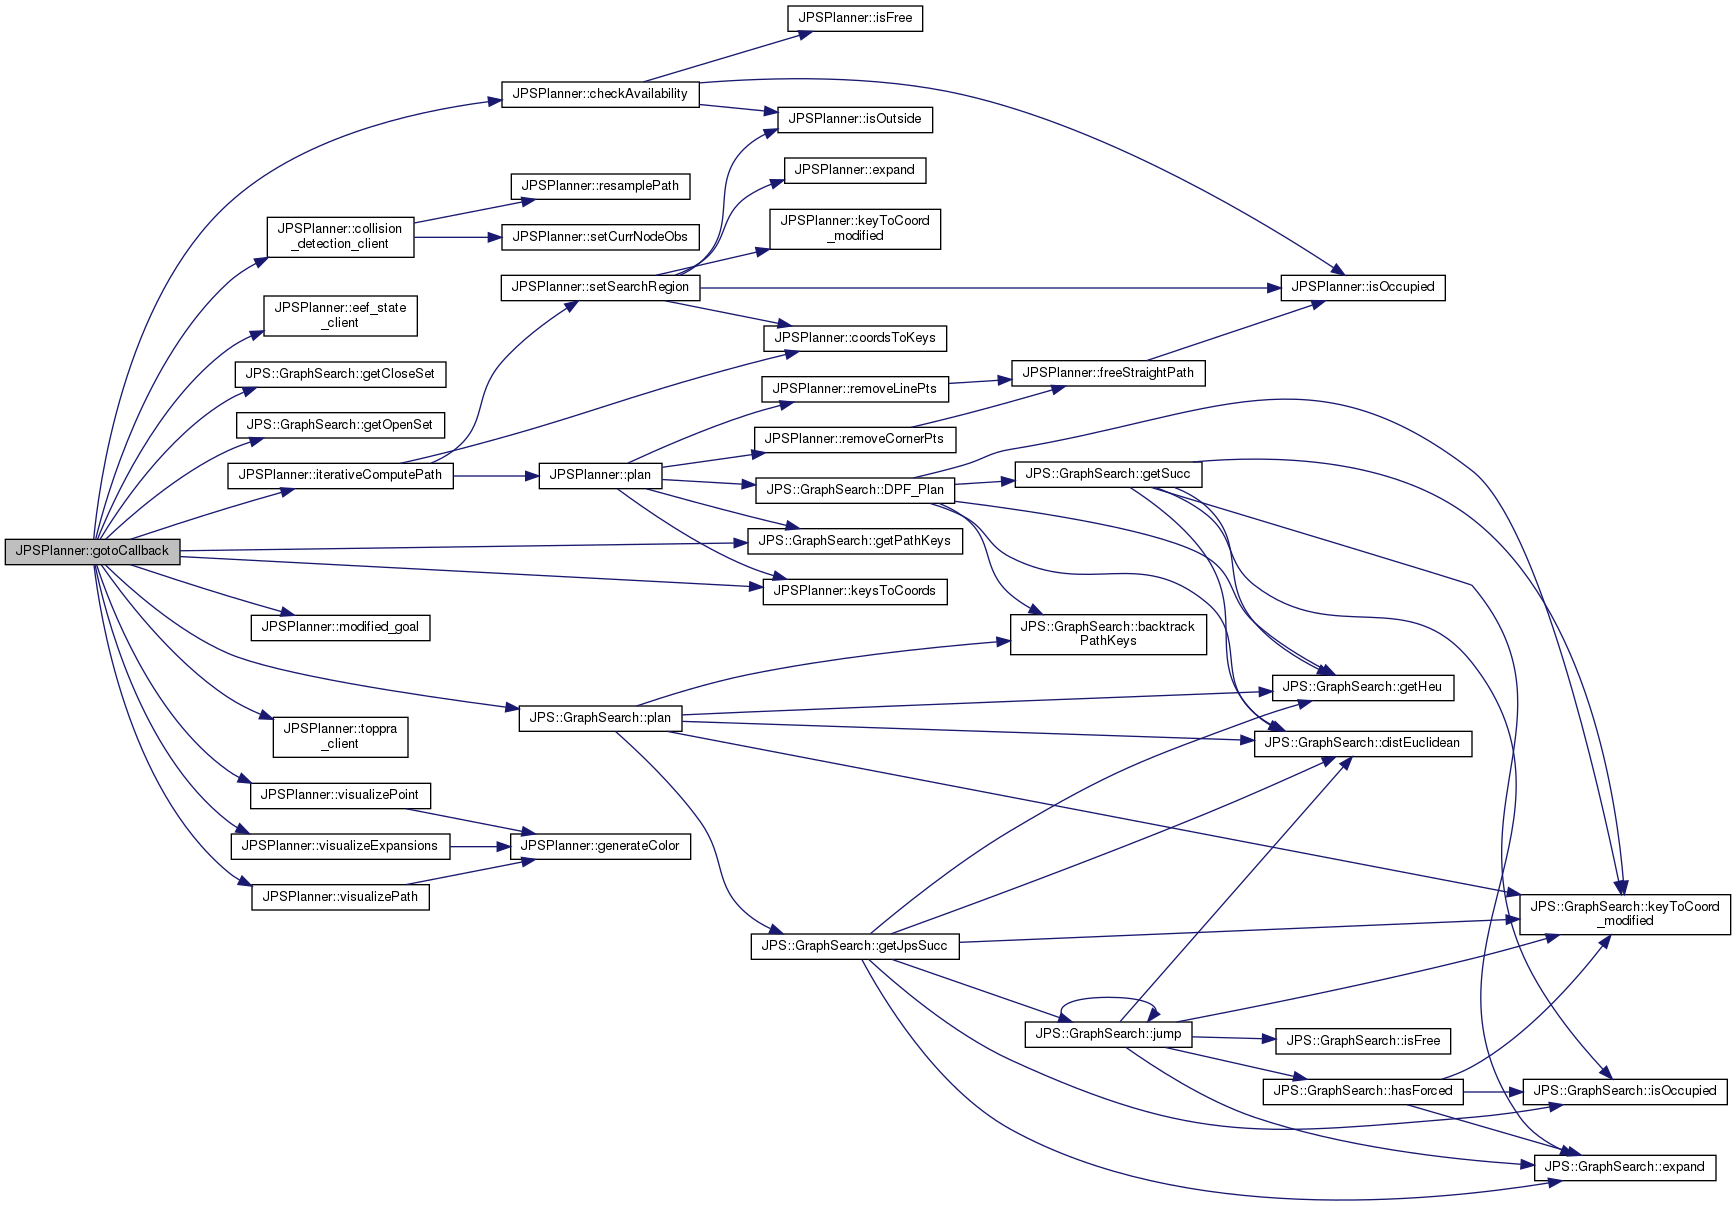 JPSPlanner::isFree
JPSPlanner::checkAvailability
JPSPlanner::isOutside
JPSPlanner::expand
JPSPlanner::resamplePath
JPSPlanner::keyToCoord
_modified
JPSPlanner::collision
_detection_client
JPSPlanner::setCurrNodeObs
JPSPlanner::setSearchRegion
JPSPlanner::isOccupied
JPSPlanner::eef_state
_client
JPSPlanner::coordsToKeys
JPS::GraphSearch::getCloseSet
JPSPlanner::removeLinePts
JPSPlanner::freeStraightPath
JPS::GraphSearch::getOpenSet
JPSPlanner::removeCornerPts
JPSPlanner::iterativeComputePath
JPSPlanner::plan
JPS::GraphSearch::DPF_Plan
JPS::GraphSearch::getSucc
JPSPlanner::gotoCallback
JPS::GraphSearch::getPathKeys
JPSPlanner::keysToCoords
JPSPlanner::modified_goal
JPS::GraphSearch::backtrack
PathKeys
JPS::GraphSearch::getHeu
JPS::GraphSearch::plan
JPSPlanner::toppra
_client
JPS::GraphSearch::distEuclidean
JPSPlanner::visualizePoint
JPSPlanner::visualizeExpansions
JPSPlanner::generateColor
JPSPlanner::visualizePath
JPS::GraphSearch::keyToCoord
_modified
JPS::GraphSearch::getJpsSucc
JPS::GraphSearch::jump
JPS::GraphSearch::isFree
JPS::GraphSearch::hasForced
JPS::GraphSearch::isOccupied
JPS::GraphSearch::expand